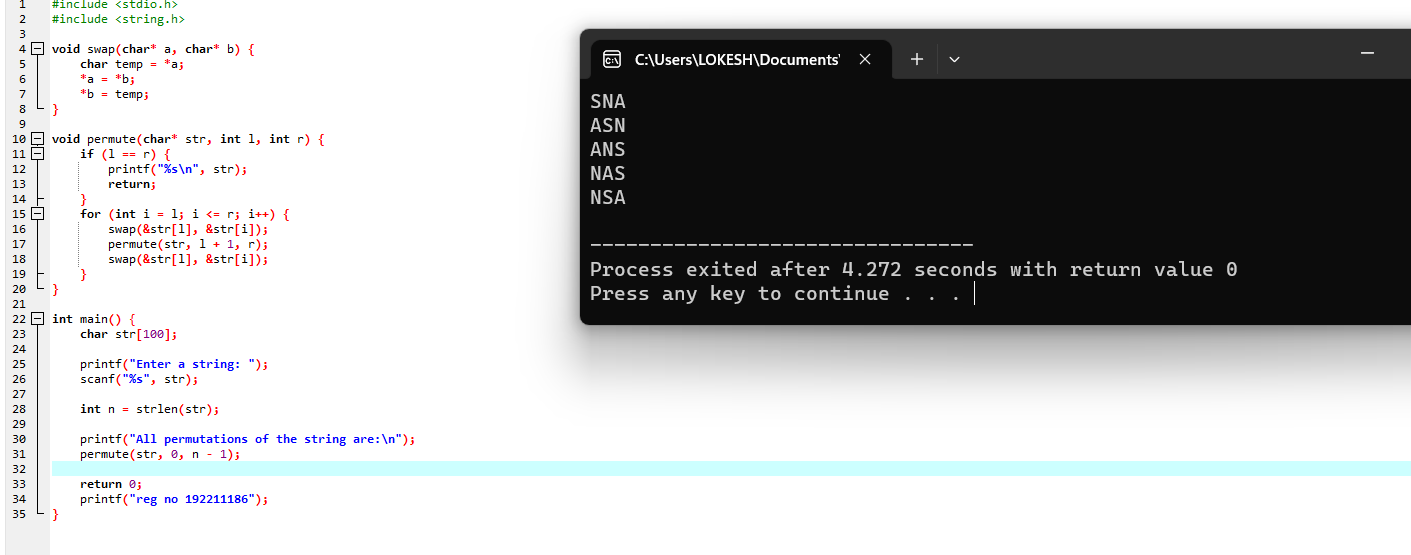 1 #include <stdio.h>
2 #include <string.h>
3
4 void swap(char* a, char* b) {
5 char temp = *a;
6 *a = *b;
7 *b = temp;
8 }
9
10 void permute(char* str, int l, int r) {
11 if (l == r) {
12 printf("%s\n", str);
13 return;
14 }
15 for (int i = l; i <= r; i++) {
16 swap(&str[l], &str[i]);
17 permute(str, l + 1, r);
18 swap(&str[l], &str[i]);
19 }
20 }
21
22 int main() {
23 char str[100];
24
25 printf("Enter a string: ");
26 scanf("%s", str);
27
28 int n = strlen(str);
29
30 printf("All permutations of the string are:\n");
31 permute(str, 0, n - 1);
32
33 return 0;
34 printf("reg no 192211186");
35 }
C:\Users\LOKESH\Documents'
SNA
ASN
ANS
NAS
NSA
--------------------------------
Process exited after 4.272 seconds with return value 0
Press any key to continue . . .